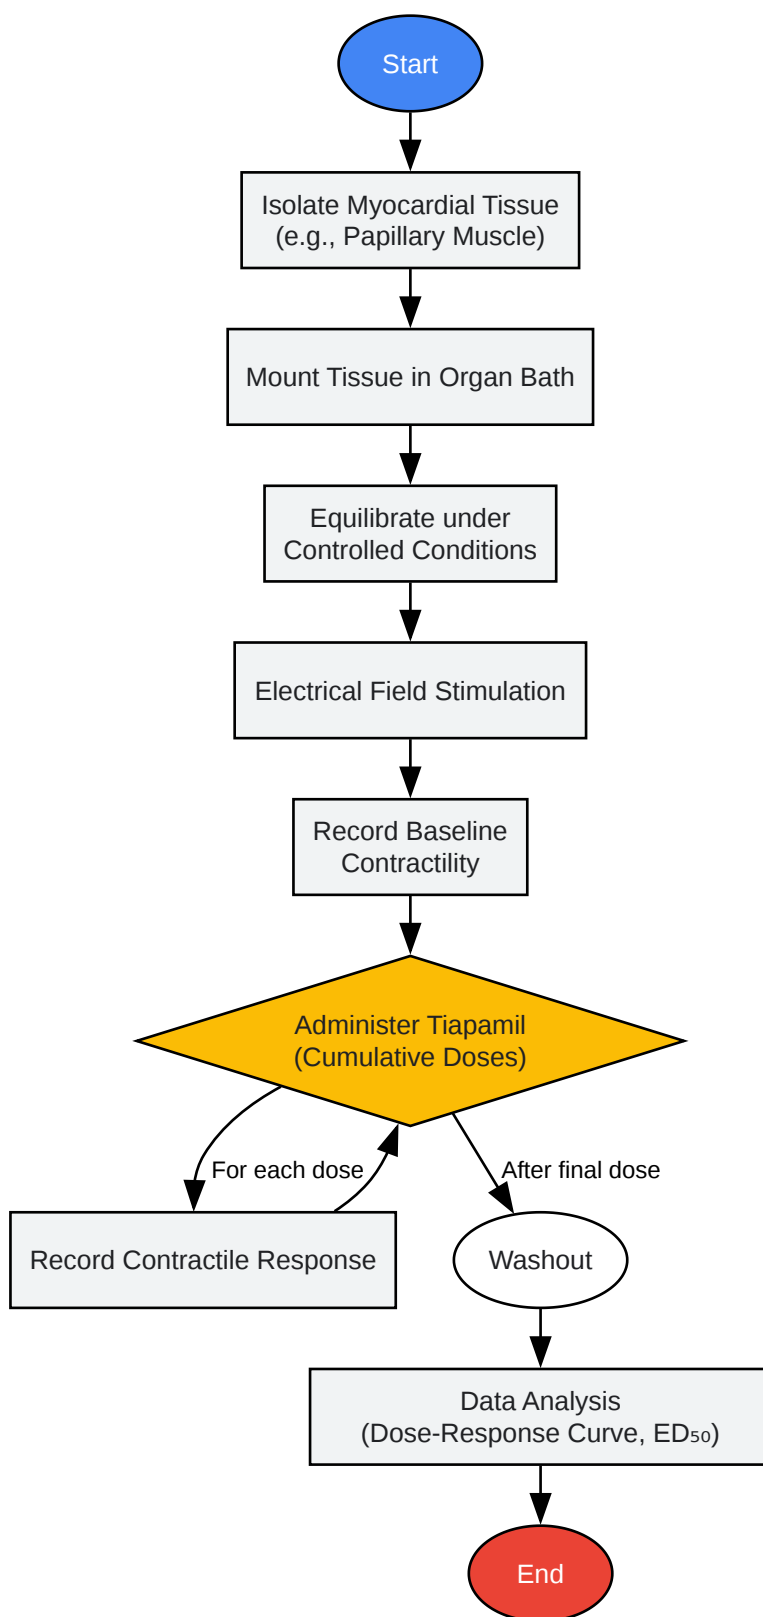 Start
Isolate Myocardial Tissue
(e.g., Papillary Muscle)
Mount Tissue in Organ Bath
Equilibrate under
Controlled Conditions
Electrical Field Stimulation
Record Baseline
Contractility
Administer Tiapamil
(Cumulative Doses)
For each dose
After final dose
Record Contractile Response
Washout
Data Analysis
(Dose-Response Curve, ED₅₀)
End